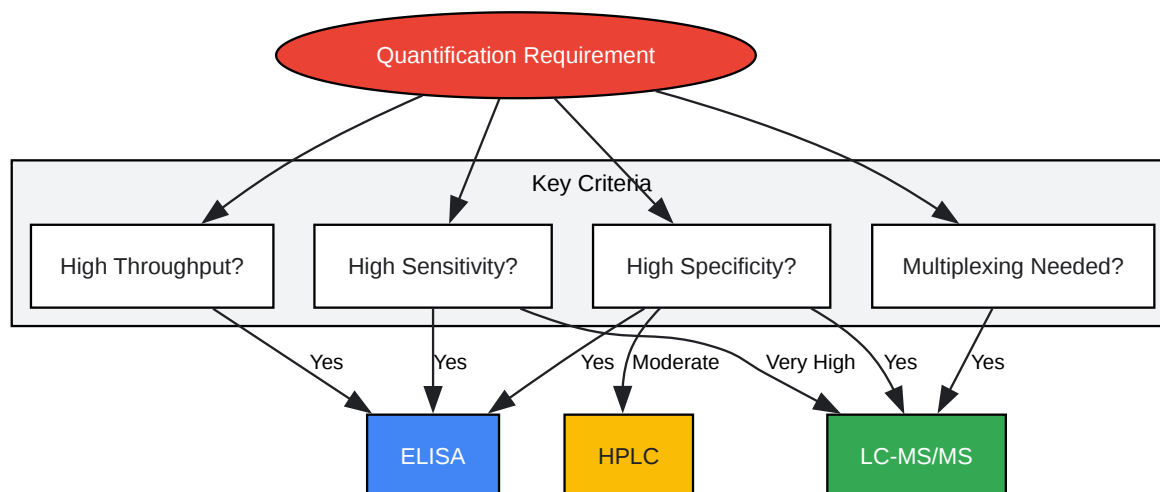 Quantification Requirement
Key Criteria
High Throughput?
High Sensitivity?
High Specificity?
Multiplexing Needed?
Yes
Yes
Yes
Moderate
Very High
Yes
Yes
ELISA
HPLC
LC-MS/MS